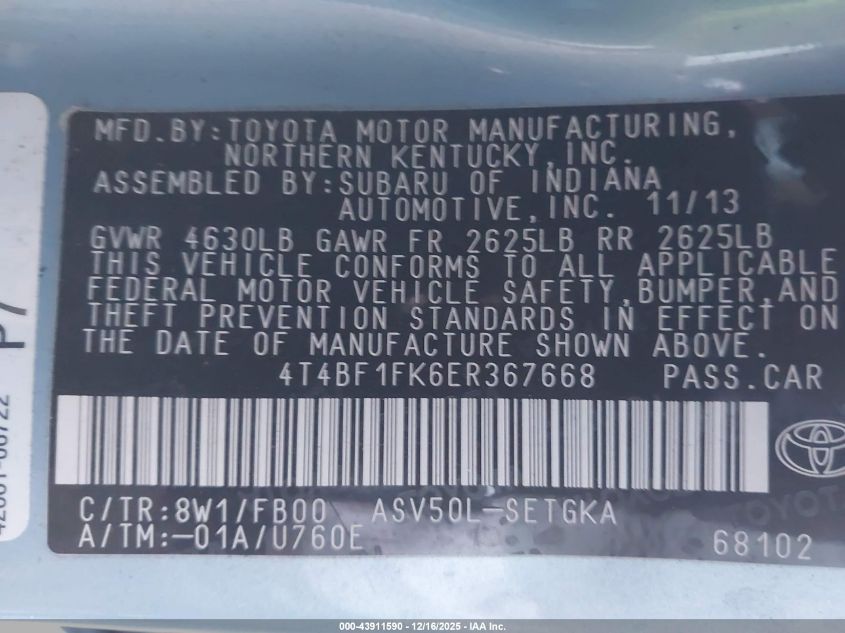 MFD.BY:TOYOTA MOTOR MANUFACTURING,
NORTHERN KENTUCKY,INC.
ASSEMBLED BY:SUBARU OF INDIANA
AUTOMOTIVE,INC. 11/13
GVWR 4630LB GAWR FR 2625LB RR 2625LB
THIS VEHICLE CONFORMS TO ALL APPLICABLE
FEDERAL MOTOR VEHICLE SAFETY,BUMPER,AND
THEFT PREVENTION STANDARDS IN EFFECT ON
THE DATE OF MANUFACTURE SHOWN ABOVE.
4T4BF1FK6ER367668 PASS.CAR
C/TR:8W1/FB00 ASV50L-SETGKA
A/TM:-01A/U760E
68102
TOYOTA
P7
000-43911590 - 12/16/2025 - IAA Inc.